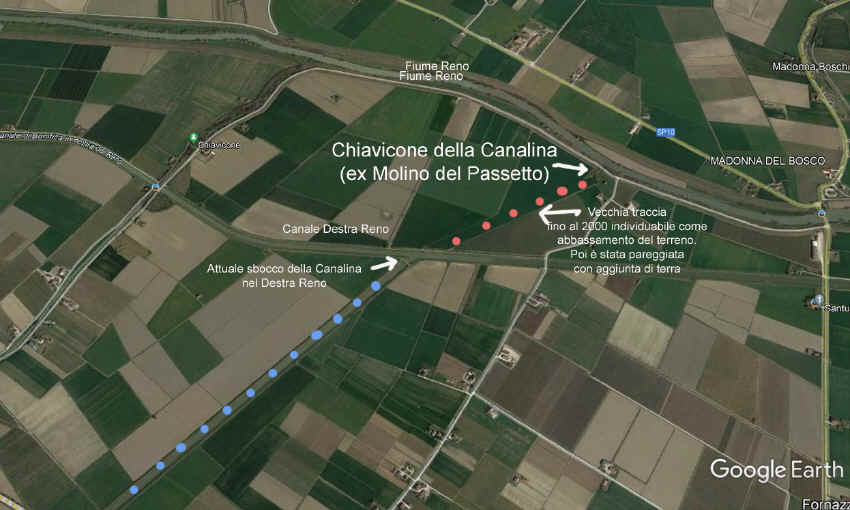 Fiume Reno
Fiume Reno
Madonna Boschi
SP10
Chiavicone
Chiavicone della Canalina
(ex Molino del Passetto)
MADONNA DEL BOSCO
Vecchia traccia
fino al 2000 individuabile come
abbassamento del terreno.
Poi è stata pareggiata
con aggiunta di terra
Canale Destra Reno
Attuale sbocco della Canalina
nel Destra Reno
Santu
Google Earth
Fornazz